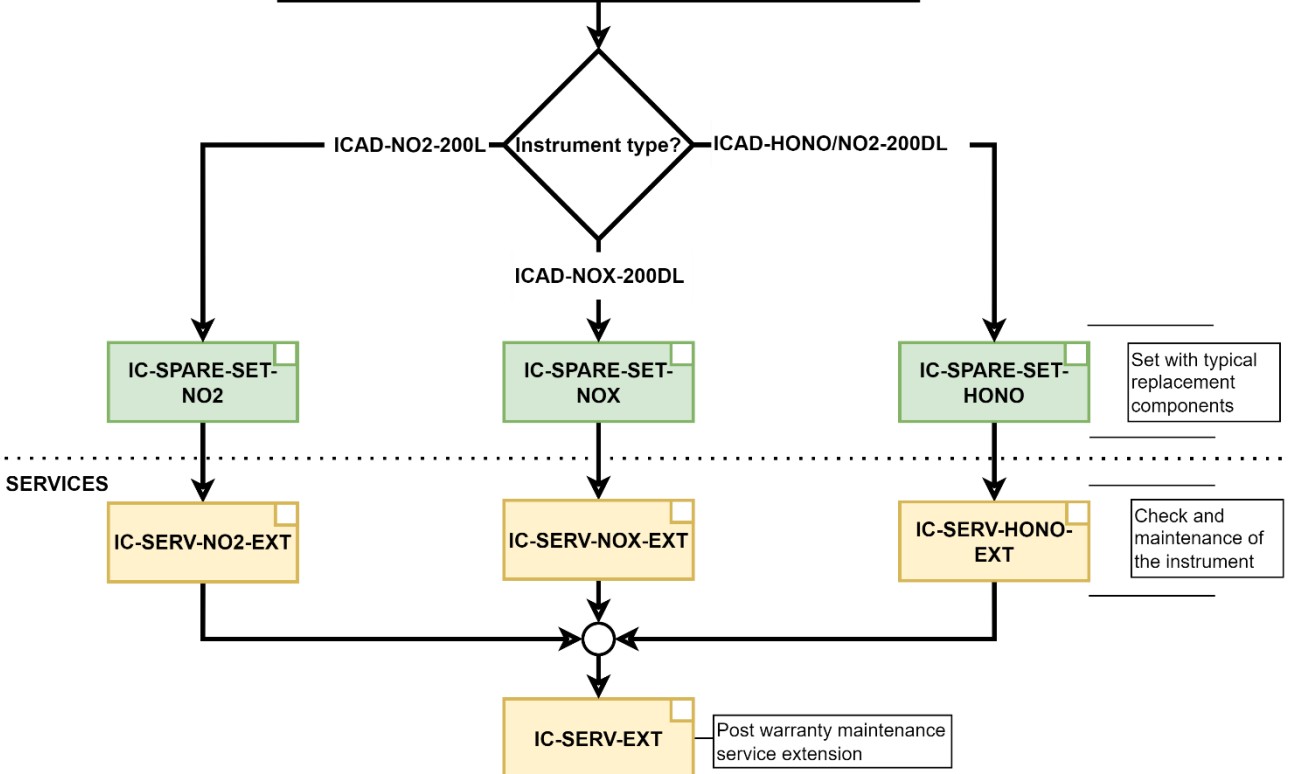 Instrument type?
ICAD-NO2-200L
ICAD-HONO/NO2-200DL
ICAD-NOX-200DL
IC-SPARE-SET-
NO2
IC-SPARE-SET-
NOX
IC-SPARE-SET-
HONO
Set with typical
replacement
components
SERVICES
IC-SERV-NO2-EXT
IC-SERV-NOX-EXT
IC-SERV-HONO-
EXT
Check and
maintenance of
the instrument
IC-SERV-EXT
Post warranty maintenance
service extension